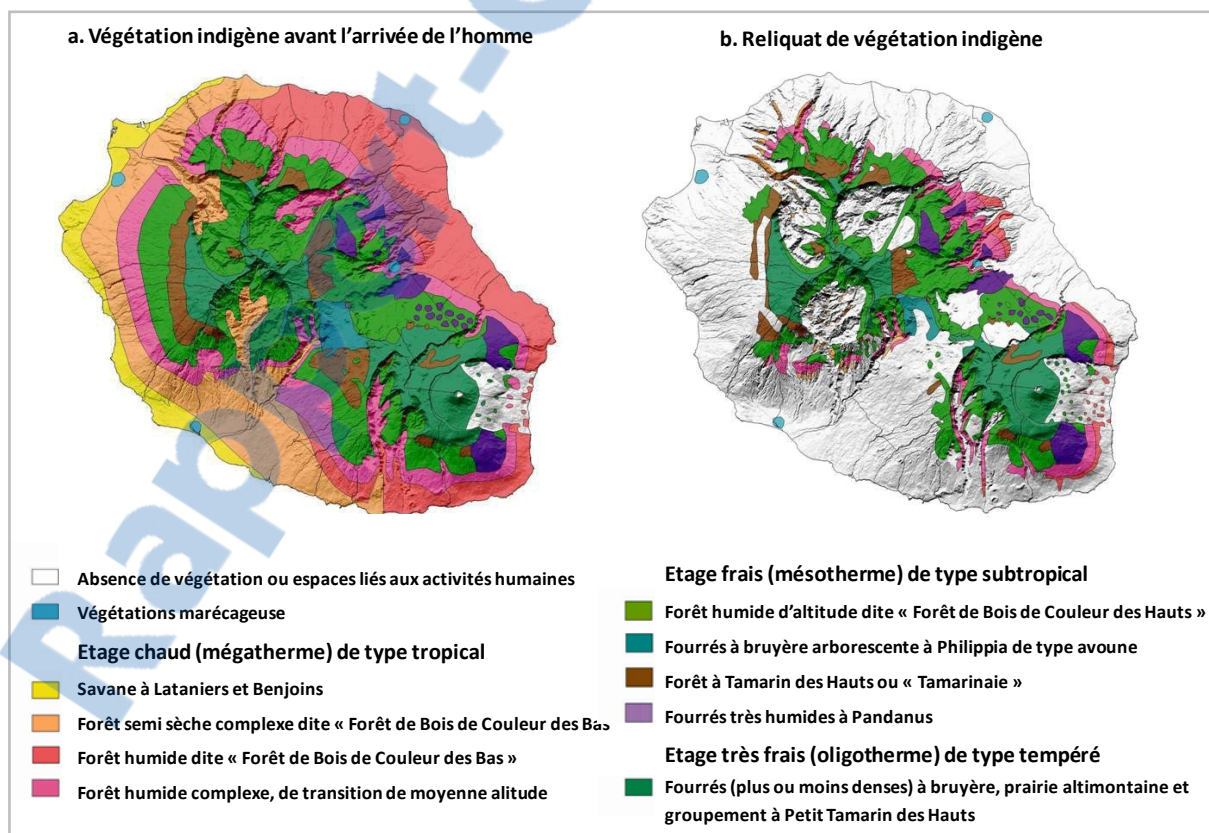 a. Végétation indigène avant l'arrivée de l'homme
b. Reliquat de végétation indigène
Absence de végétation ou espaces liés aux activités humaines
Végétations marécageuse
Etage chaud (mégatherme) de type tropical
Savane à Lataniers et Benjoins
Forêt semi sèche complexe dite « Forêt de Bois de Couleur des Bas
Forêt humide dite « Forêt de Bois de Couleur des Bas »
Forêt humide complexe, de transition de moyenne alitude
Etage frais (mésotherme) de type subtropical
Forêt humide d'altitude dite « Forêt de Bois de Couleur des Hauts »
Fourrés à bruyère arborescente à Philippia de type avoune
Forêt à Tamarin des Hauts ou « Tamarinaie »
Fourrés très humides à Pandanus
Etage très frais (oligotherme) de type tempéré
Fourrés (plus ou moins denses) à bruyère, prairie altimontaine et
groupement à Petit Tamarin des Hauts